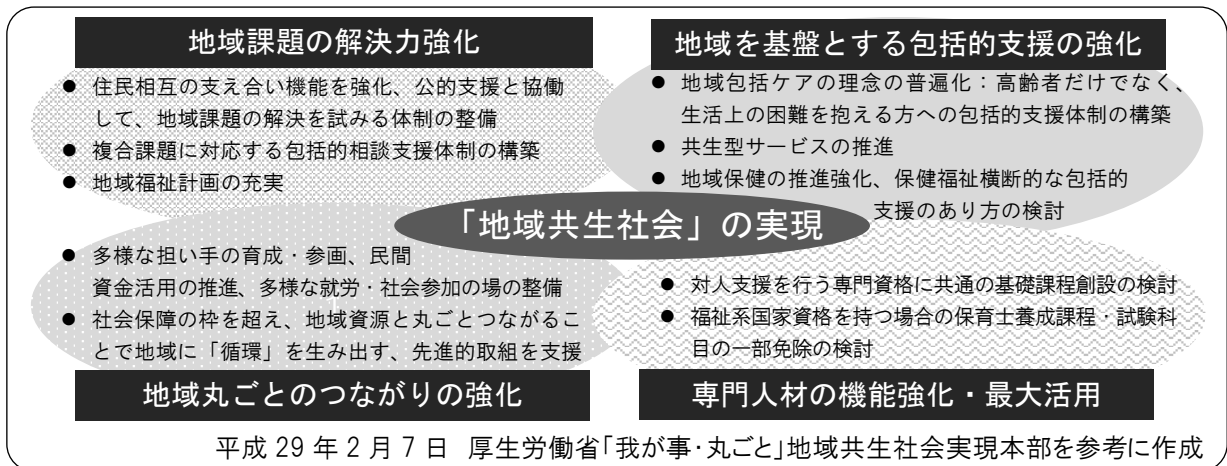 地域課題の解決力強化
● 住民相互の支え合い機能を強化、公的支援と協働
して、地域課題の解決を試みる体制の整備
● 複合課題に対応する包括的相談支援体制の構築
● 地域福祉計画の充実
地域を基盤とする包括的支援の強化
● 地域包括ケアの理念の普遍化：高齢者だけでなく、
生活上の困難を抱える方への包括的支援体制の構築
● 共生型サービスの推進
● 地域保健の推進強化、保健福祉横断的な包括的
支援のあり方の検討
「地域共生社会」の実現
● 多様な担い手の育成・参画、民間
資金活用の推進、多様な就労・社会参加の場の整備
● 社会保障の枠を超え、地域資源と丸ごとつながるこ
とで地域に「循環」を生み出す、先進的取組を支援
地域丸ごとのつながりの強化
● 対人支援を行う専門資格に共通の基礎課程創設の検討
● 福祉系国家資格を持つ場合の保育士養成課程・試験科
目の一部免除の検討
専門人材の機能強化・最大活用
平成 29 年 2 月 7 日 厚生労働省「我が事・丸ごと」地域共生社会実現本部を参考に作成